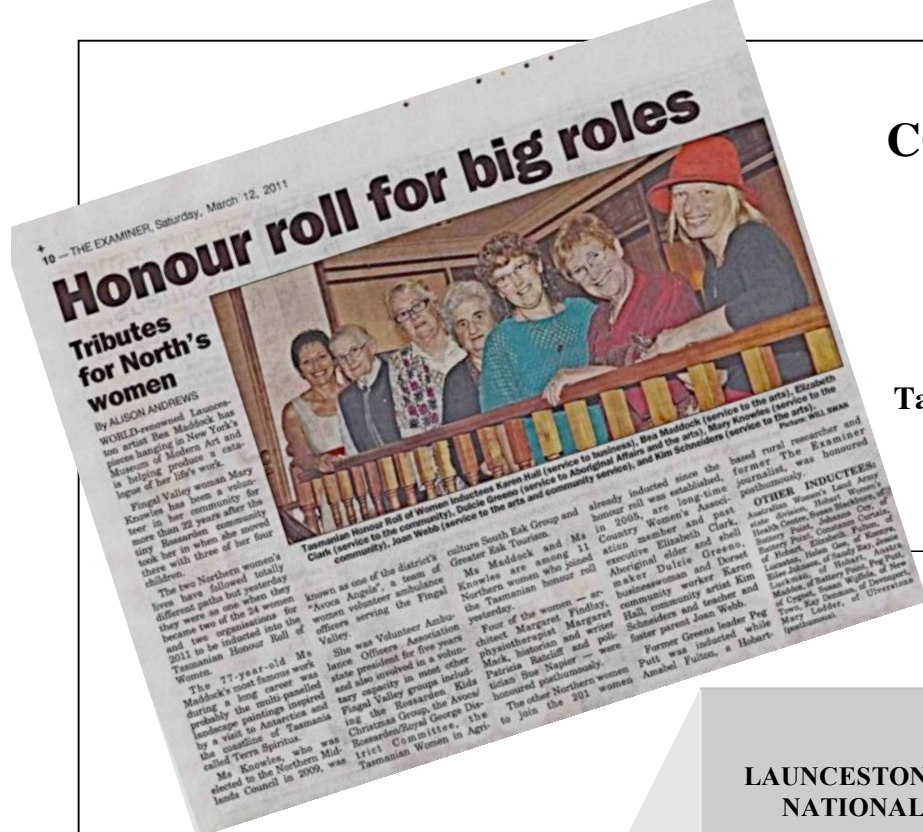 10 — THE EXAMINER, Saturday, March 12, 2011
Honour roll for big roles
Tributes
for North's
women
By ALISON ANDREWS
WORLD-renowned Launces-
ton artist Bea Maddock has
pieces hanging in New York's
Museum of Modern Art and
is helping produce a cata-
logue of her life's work.
Fingal Valley woman Mary
Knowles has been a volun-
teer in her community for
more than 22 years after the
tiny Rossarden community
took her in when she moved
there with three of her four
children.
The two Northern women's
lives have followed totally
different paths but yesterday
they were as one when they
became two of the 24 women
and two organisations for
2011 to be inducted into the
Tasmanian Honour Roll of
Women.
The 77-year-old Ms
Maddock's most famous work
during a long career was
probably the multi-panelled
landscape paintings inspired
by a visit to Antarctica and
the coastline of Tasmania
called Terra Spiritus.
Ms Knowles, who was
elected to the Northern Mid-
lands Council in 2009, was
Tasmanian Honour Roll of Women inductees Karen Hall (service to business), Bea Maddock (service to the arts), Elizabeth
Clark (service to the community), Dulcie Greeno (service to Aboriginal Affairs and the arts), Mary Knowles (service to the
community), Joan Webb (service to the arts and community service), and Kim Schneiders (service to the arts).
Picture: WILL SWAN
known as one of the district's
"Avoca Angels", a team of
women volunteer ambulance
officers serving the Fingal
Valley.
She was Volunteer Ambu-
lance Officers Association
state president for five years
and also involved in a volun-
tary capacity in most other
Fingal Valley groups includ-
ing the Rossarden Kids
Christmas Group, the Avoca
Rossarden/Royal George Dis-
trict Committee, the
Tasmanian Women in Agri-
culture South Esk Group and
Greater Esk Tourism.
Ms Maddock and Ms
Knowles are among 11
Northern women who joined
the Tasmanian honour roll
yesterday.
Four of the women — ar-
chitect Margaret Findlay,
physiotherapist Margaret
Mack, historian and writer
Patricia Ratcliff and poli-
tician Sue Napier — were
honoured posthumously.
The other Northern women
to join the 201 women
already inducted since the
honour roll was established
in 2005, are long-time
Country Women's Associ-
ation member and past
executive Elizabeth Clark,
Aboriginal elder and shell
maker Dulcie Greeno,
businesswoman and Dorset
community worker Karen
Hall, community artist Kim
Schneiders and teacher and
foster parent Joan Webb.
Former Greens leader Peg
Putt was inducted while
Annabel Fulton, a Hobart-
based rural researcher and
former The Examiner
journalist, was honoured
posthumously.
OTHER INDUCTEES:
Australian Women's Land Army
Hobart Women's
of Hobart
posthumous
C
Ta
LAUNCESTON
NATIONAL